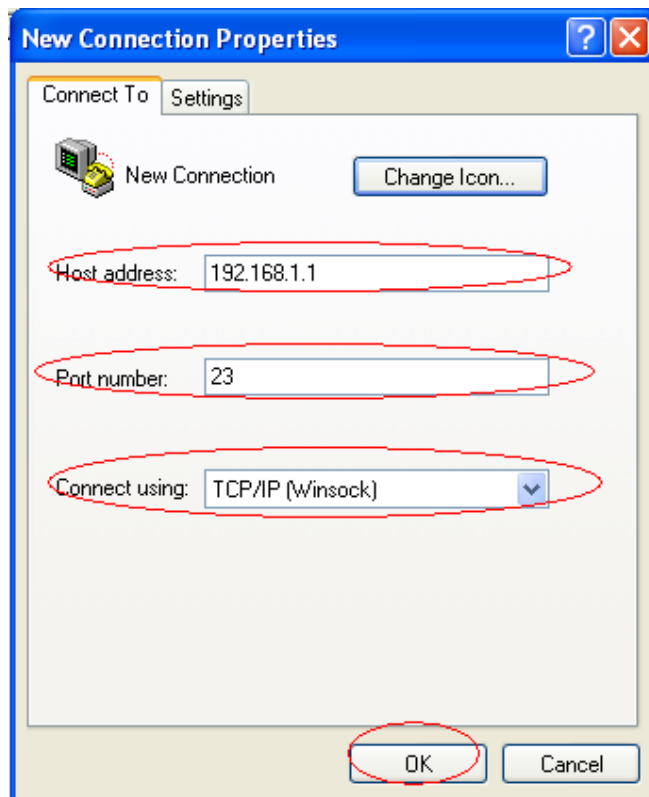 New Connection Properties
Connect To Settings
New Connection Change Icon...
Host address: 192.168.1.1
Port number: 23
Connect using: TCP/IP (Winsock)
OK Cancel